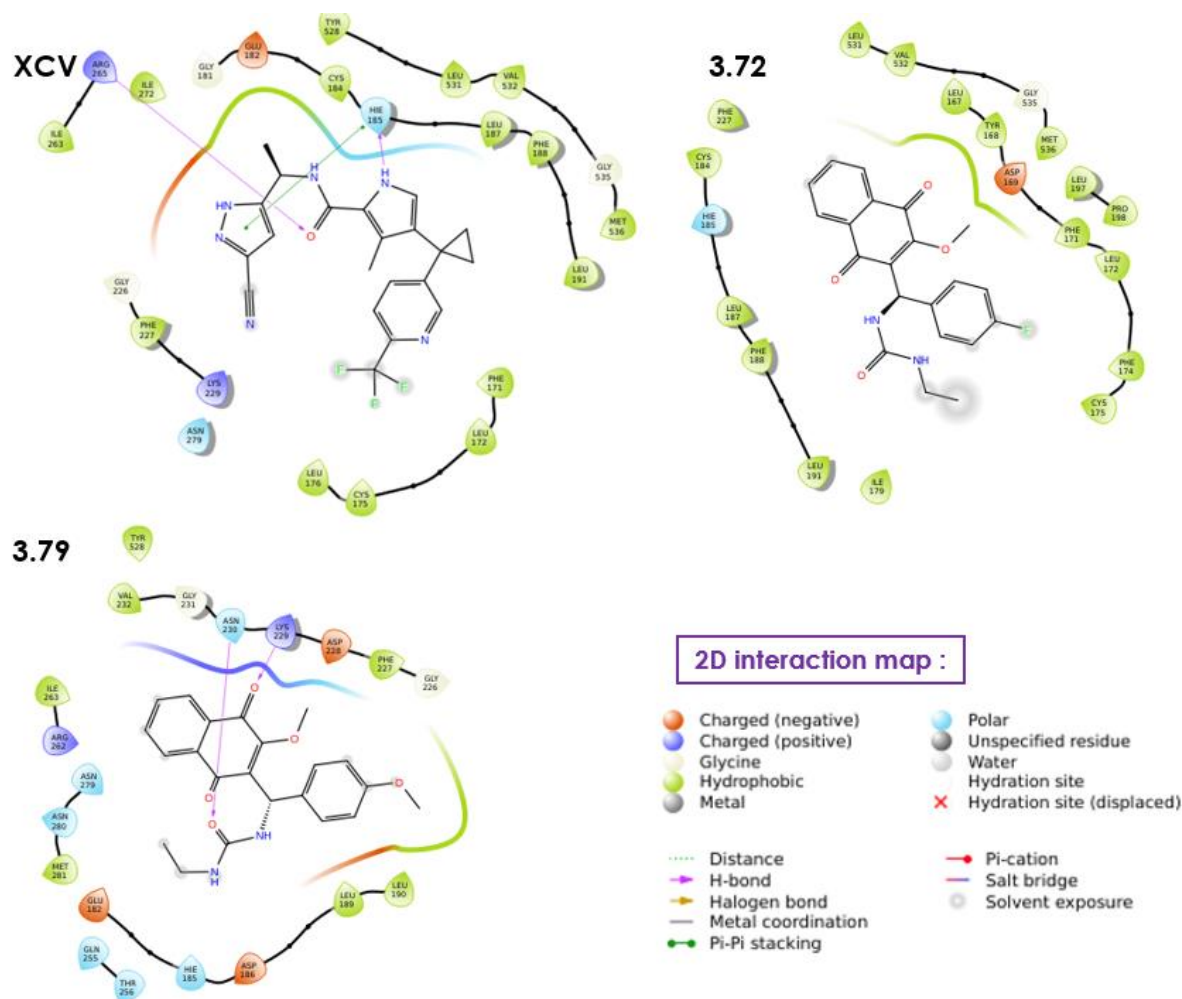 XCV
ARG 265
ILE 272
ILE 263
GLY 181
GLU 182
CYS 184
HIE 185
TYR 528
LEU 531
VAL 532
LEU 187
PHE 188
GLY 535
MET 536
LEU 191
HN
N
H
N
O
H
N
N
N
F
F
F
GLY 226
PHE 227
LYS 229
ASN 279
PHE 171
LEU 172
CYS 175
LEU 176
3.72
LEU 531
VAL 532
GLY 535
MET 536
PHE 227
LEU 167
TYR 168
ASP 169
CYS 184
HIE 185
LEU 197
PRO 198
PHE 171
LEU 172
LEU 187
PHE 188
PHE 174
CYS 175
LEU 191
ILE 179
O
O
O
HN
F
O
NH
3.79
TYR 528
VAL 232
GLY 231
ASN 230
LYS 229
ASP 228
PHE 227
GLY 226
ILE 263
ARG 262
ASN 279
ASN 280
MET 281
GLU 182
GLN 255
THR 256
HIE 185
ASP 186
LEU 189
LEU 190
O
O
O
O
O
NH
N
H
2D interaction map :
Charged (negative)
Charged (positive)
Glycine
Hydrophobic
Metal
Polar
Unspecified residue
Water
Hydration site
Hydration site (displaced)
Distance
H-bond
Halogen bond
Metal coordination
Pi-Pi stacking
Pi-cation
Salt bridge
Solvent exposure